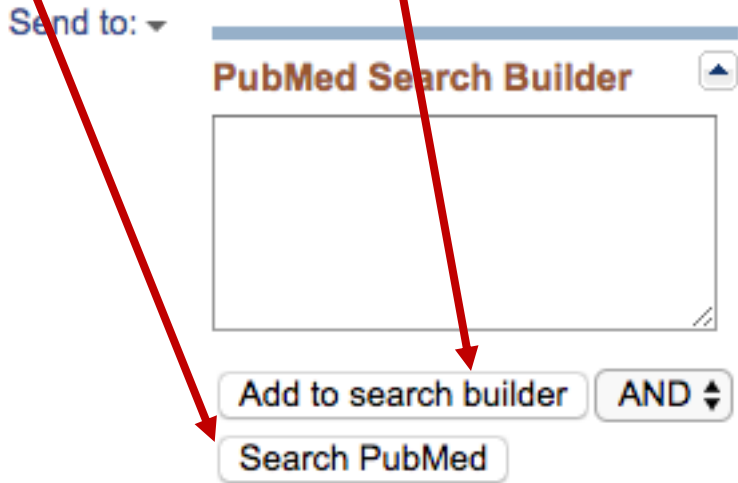 Send to:
PubMed Search Builder
Add to search builder AND
Search PubMed